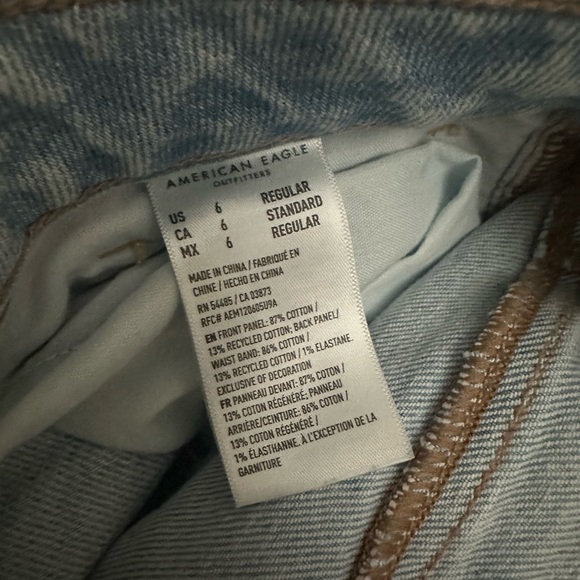 AMERICAN EAGLE
OUTFITTERS
US 6 REGULAR
CA 6 STANDARD
MX 6 REGULAR
MADE IN CHINA / FABRIQUÉ EN
CHINE / HECHO EN CHINA
RN 54485 / CA 03873
RFC# AEM120605U9A
EN FRONT PANEL: 87% COTTON /
13% RECYCLED COTTON; BACK PANEL/
WAIST BAND: 86% COTTON /
13% RECYCLED COTTON / 1% ELASTANE.
EXCLUSIVE OF DECORATION
FR PANNEAU DEVANT: 87% COTON /
13% COTON RÉGÉNÉRÉ; PANNEAU
ARRIÈRE/CEINTURE: 86% COTON /
13% COTON RÉGÉNÉRÉ /
1% ÉLASTHANNE. À L'EXCEPTION DE LA
GARNITURE